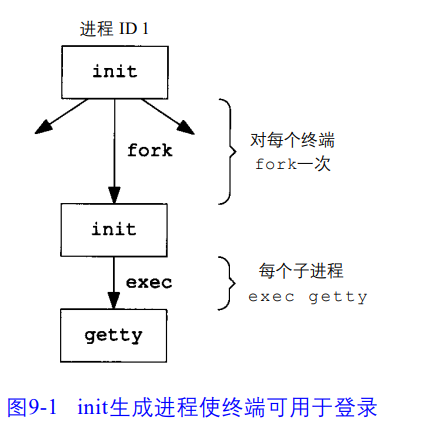 进程 ID 1
init
fork
对每个终端
fork一次
init
exec
每个子进程
exec getty
getty
图9-1 init生成进程使终端可用于登录